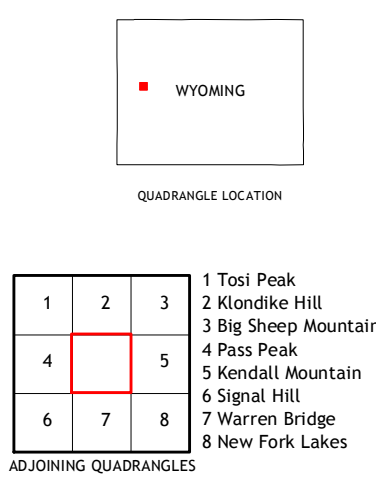 WYOMING
QUADRANGLE LOCATION
1 2 3
4 5
6 7 8
1 Tosi Peak
2 Klondike Hill
3 Big Sheep Mountain
4 Pass Peak
5 Kendall Mountain
6 Signal Hill
7 Warren Bridge
8 New Fork Lakes
ADJOINING QUADRANGLES